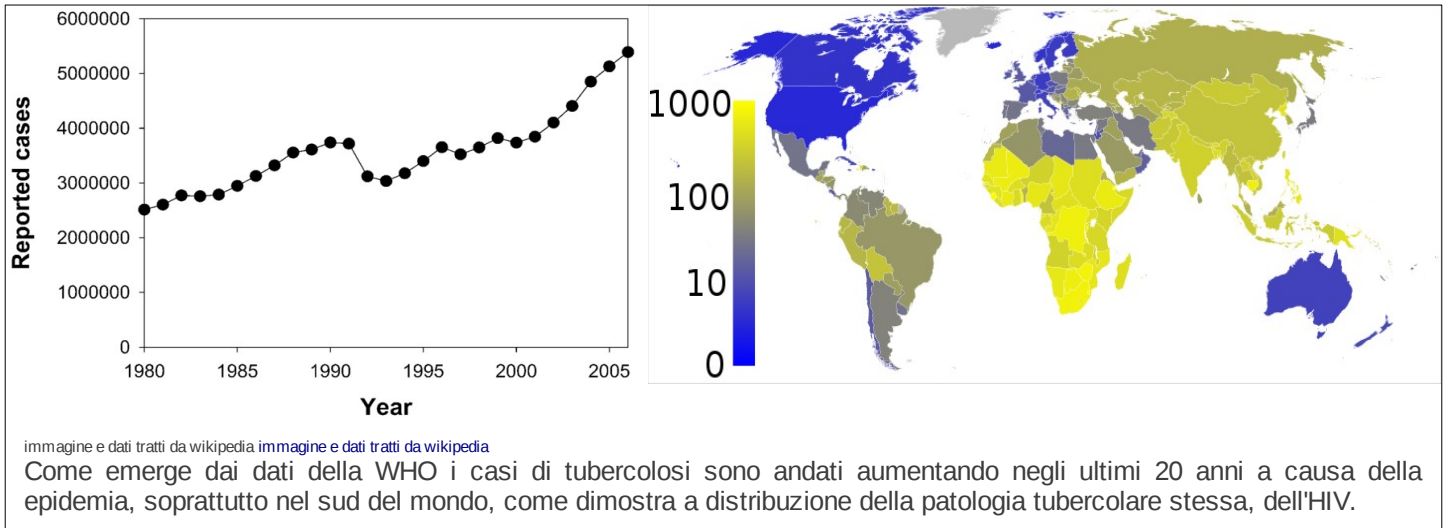 6000000
5000000
4000000
3000000
2000000
1000000
0
Reported cases
1980 1985 1990 1995 2000 2005
Year
1000
100
10
0
immagine e dati tratti da wikipedia immagine e dati tratti da wikipedia
Come emerge dai dati della WHO i casi di tubercolosi sono andati aumentando negli ultimi 20 anni a causa della
epidemia, soprattutto nel sud del mondo, come dimostra a distribuzione della patologia tubercolare stessa, dell'HIV.